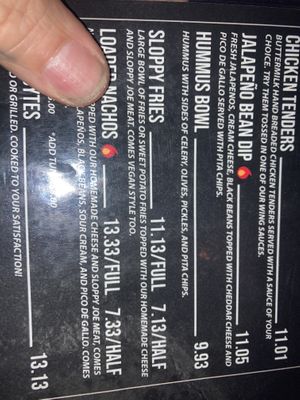 CHICKEN TENDERS 11.01
BUTTERMILK HAND BREADED CHICKEN TENDERS SERVED WITH A SAUCE OF YOUR
CHOICE. TRY THEM TOSSED IN ONE OF OUR WING SAUCES.
JALAPEÑO BEAN DIP 11.05
FRESH JALAPEÑOS, CREAM CHEESE, BLACK BEANS TOPPED WITH CHEDDAR CHEESE AND
PICO DE GALLO SERVED WITH PITA CHIPS.
HUMMUS BOWL 9.93
HUMMUS WITH SIDES OF CELERY, OLIVES, PICKLES, AND PITA CHIPS.
SLOPPY FRIES 11.13/FULL 7.13/HALF
LARGE BOWL OF FRIES OR SWEET POTATO FRIES TOPPED WITH OUR HOMEMADE CHEESE
AND SLOPPY JOE MEAT. COMES VEGAN STYLE TOO.
LOADED NACHOS 13.33/FULL 7.33/HALF
TOPPED WITH OUR HOMEMADE CHEESE AND SLOPPY JOE MEAT, COMES
JALAPEÑOS, BLACK BEANS, SOUR CREAM, AND PICO DE GALLO, COMES
*ADD
YTES 13.13
OR GRILLED. COOKED TO YOUR SATISFACTION!